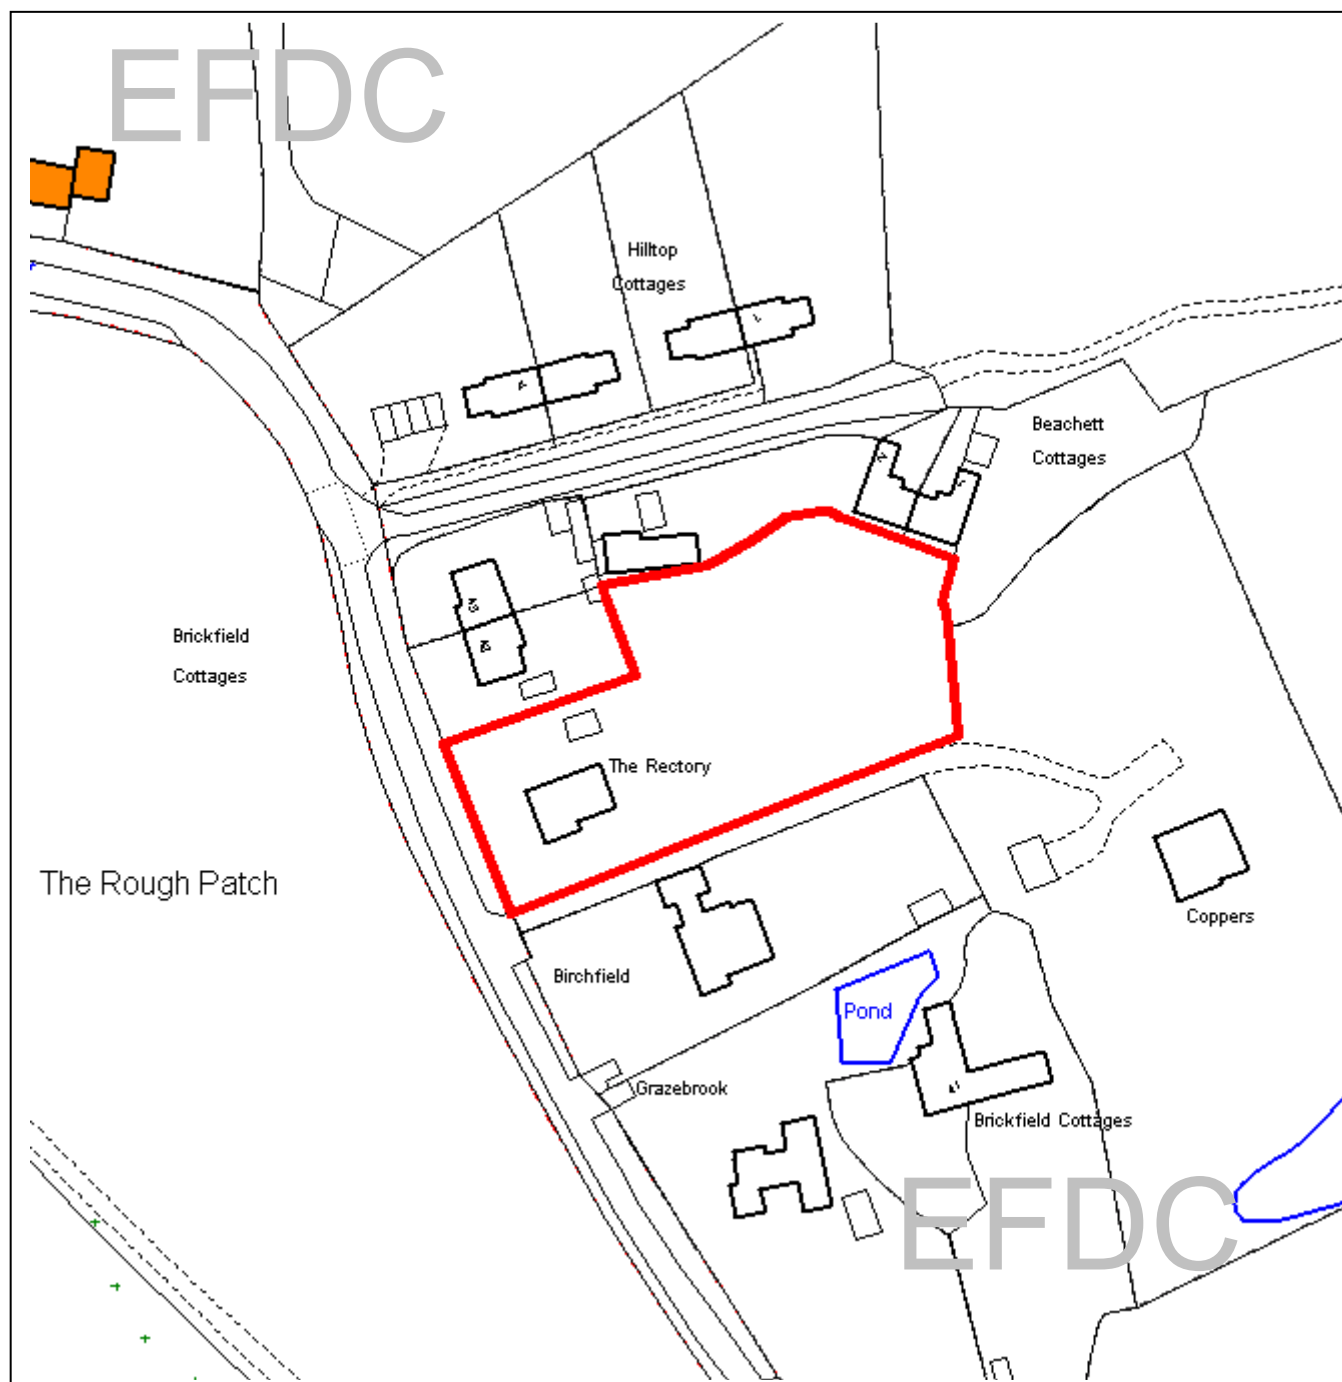 EFDC
Hilltop
Cottages
Beachett
Cottages
Brickfield
Cottages
The Rectory
The Rough Patch
Coppers
Birchfield
Pond
Grazebrook
Brickfield Cottages
EFDC